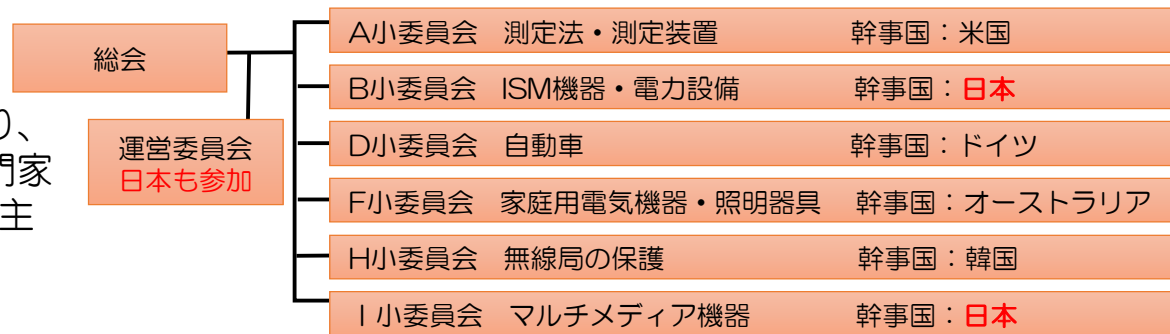 総会
り、
門家
主
運営委員会
日本も参加
A小委員会 測定法・測定装置 幹事国：米国
B小委員会 ISM機器・電力設備 幹事国：日本
D小委員会 自動車 幹事国：ドイツ
F小委員会 家庭用電気機器・照明器具 幹事国：オーストラリア
H小委員会 無線局の保護 幹事国：韓国
I小委員会 マルチメディア機器 幹事国：日本